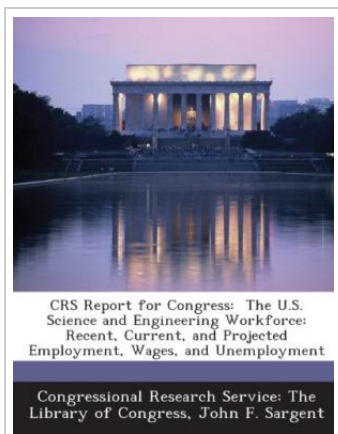 CRS Report for Congress: The U.S.
Science and Engineering Workforce:
Recent, Current, and Projected
Employment, Wages, and Unemployment
Congressional Research Service: The
Library of Congress, John F. Sargent